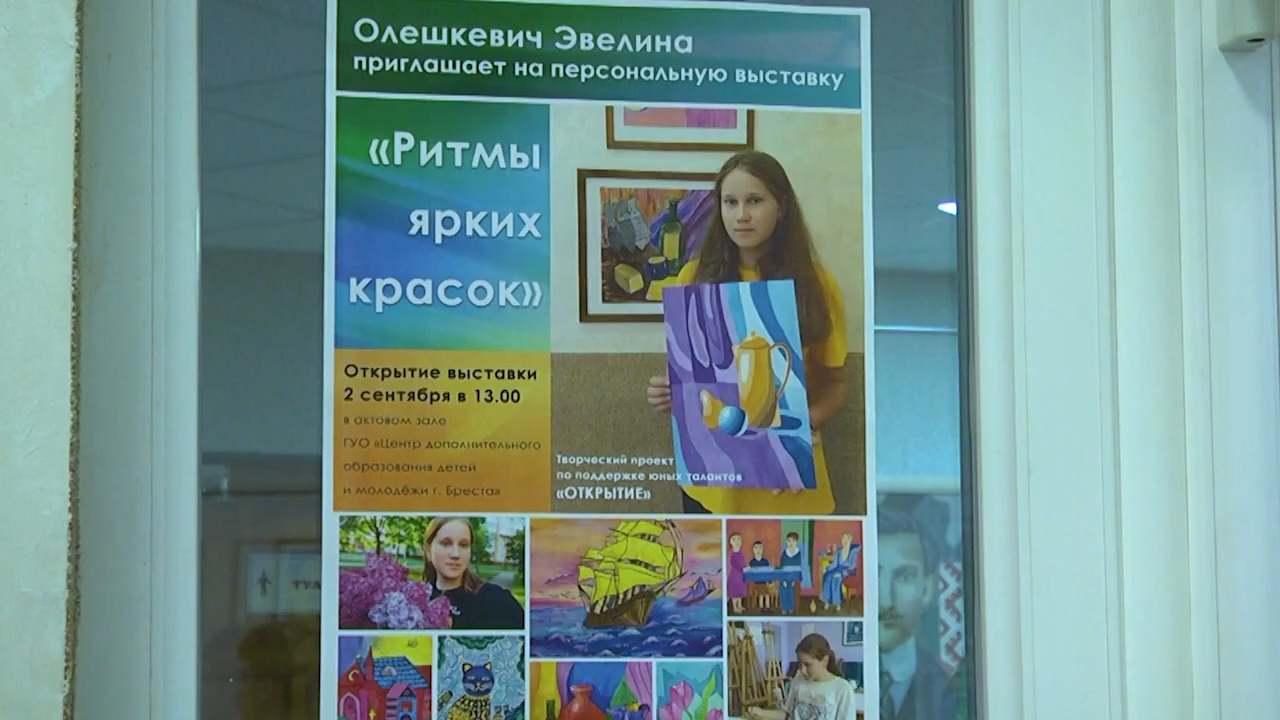 Олешкевич Эвелина
приглашает на персональную выставку
«Ритмы
ярких
красок»
Открытие выставки
2 сентября в 13.00
в актовом зале
ГУО «Центр дополнительного
образования детей
и молодёжи г. Бреста»
Творческий проект
по поддержке юных талантов
«ОТКРЫТИЕ»